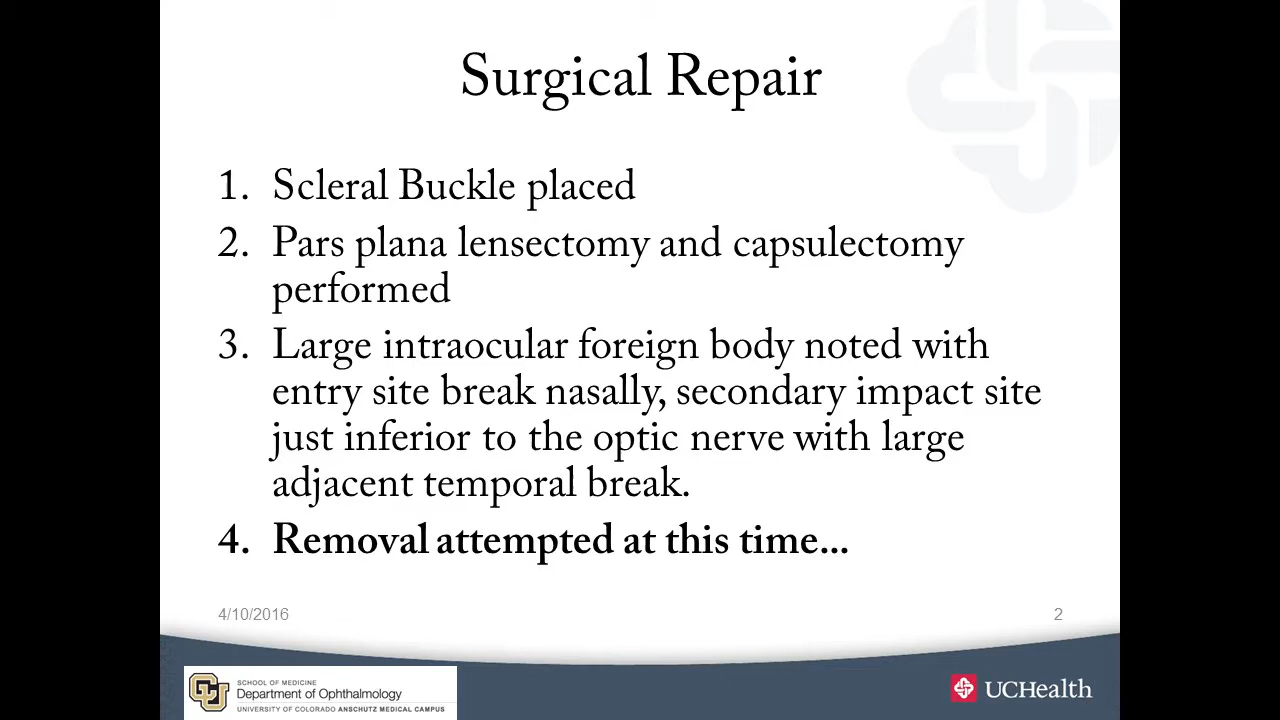 Surgical Repair
1. Scleral Buckle placed
2. Pars plana lensectomy and capsulectomy
performed
3. Large intraocular foreign body noted with
entry site break nasally, secondary impact site
just inferior to the optic nerve with large
adjacent temporal break.
4. Removal attempted at this time...
4/10/2016
2
CU
SCHOOL OF MEDICINE
Department of Ophthalmology
UNIVERSITY OF COLORADO ANSCHUTZ MEDICAL CAMPUS
UCHealth